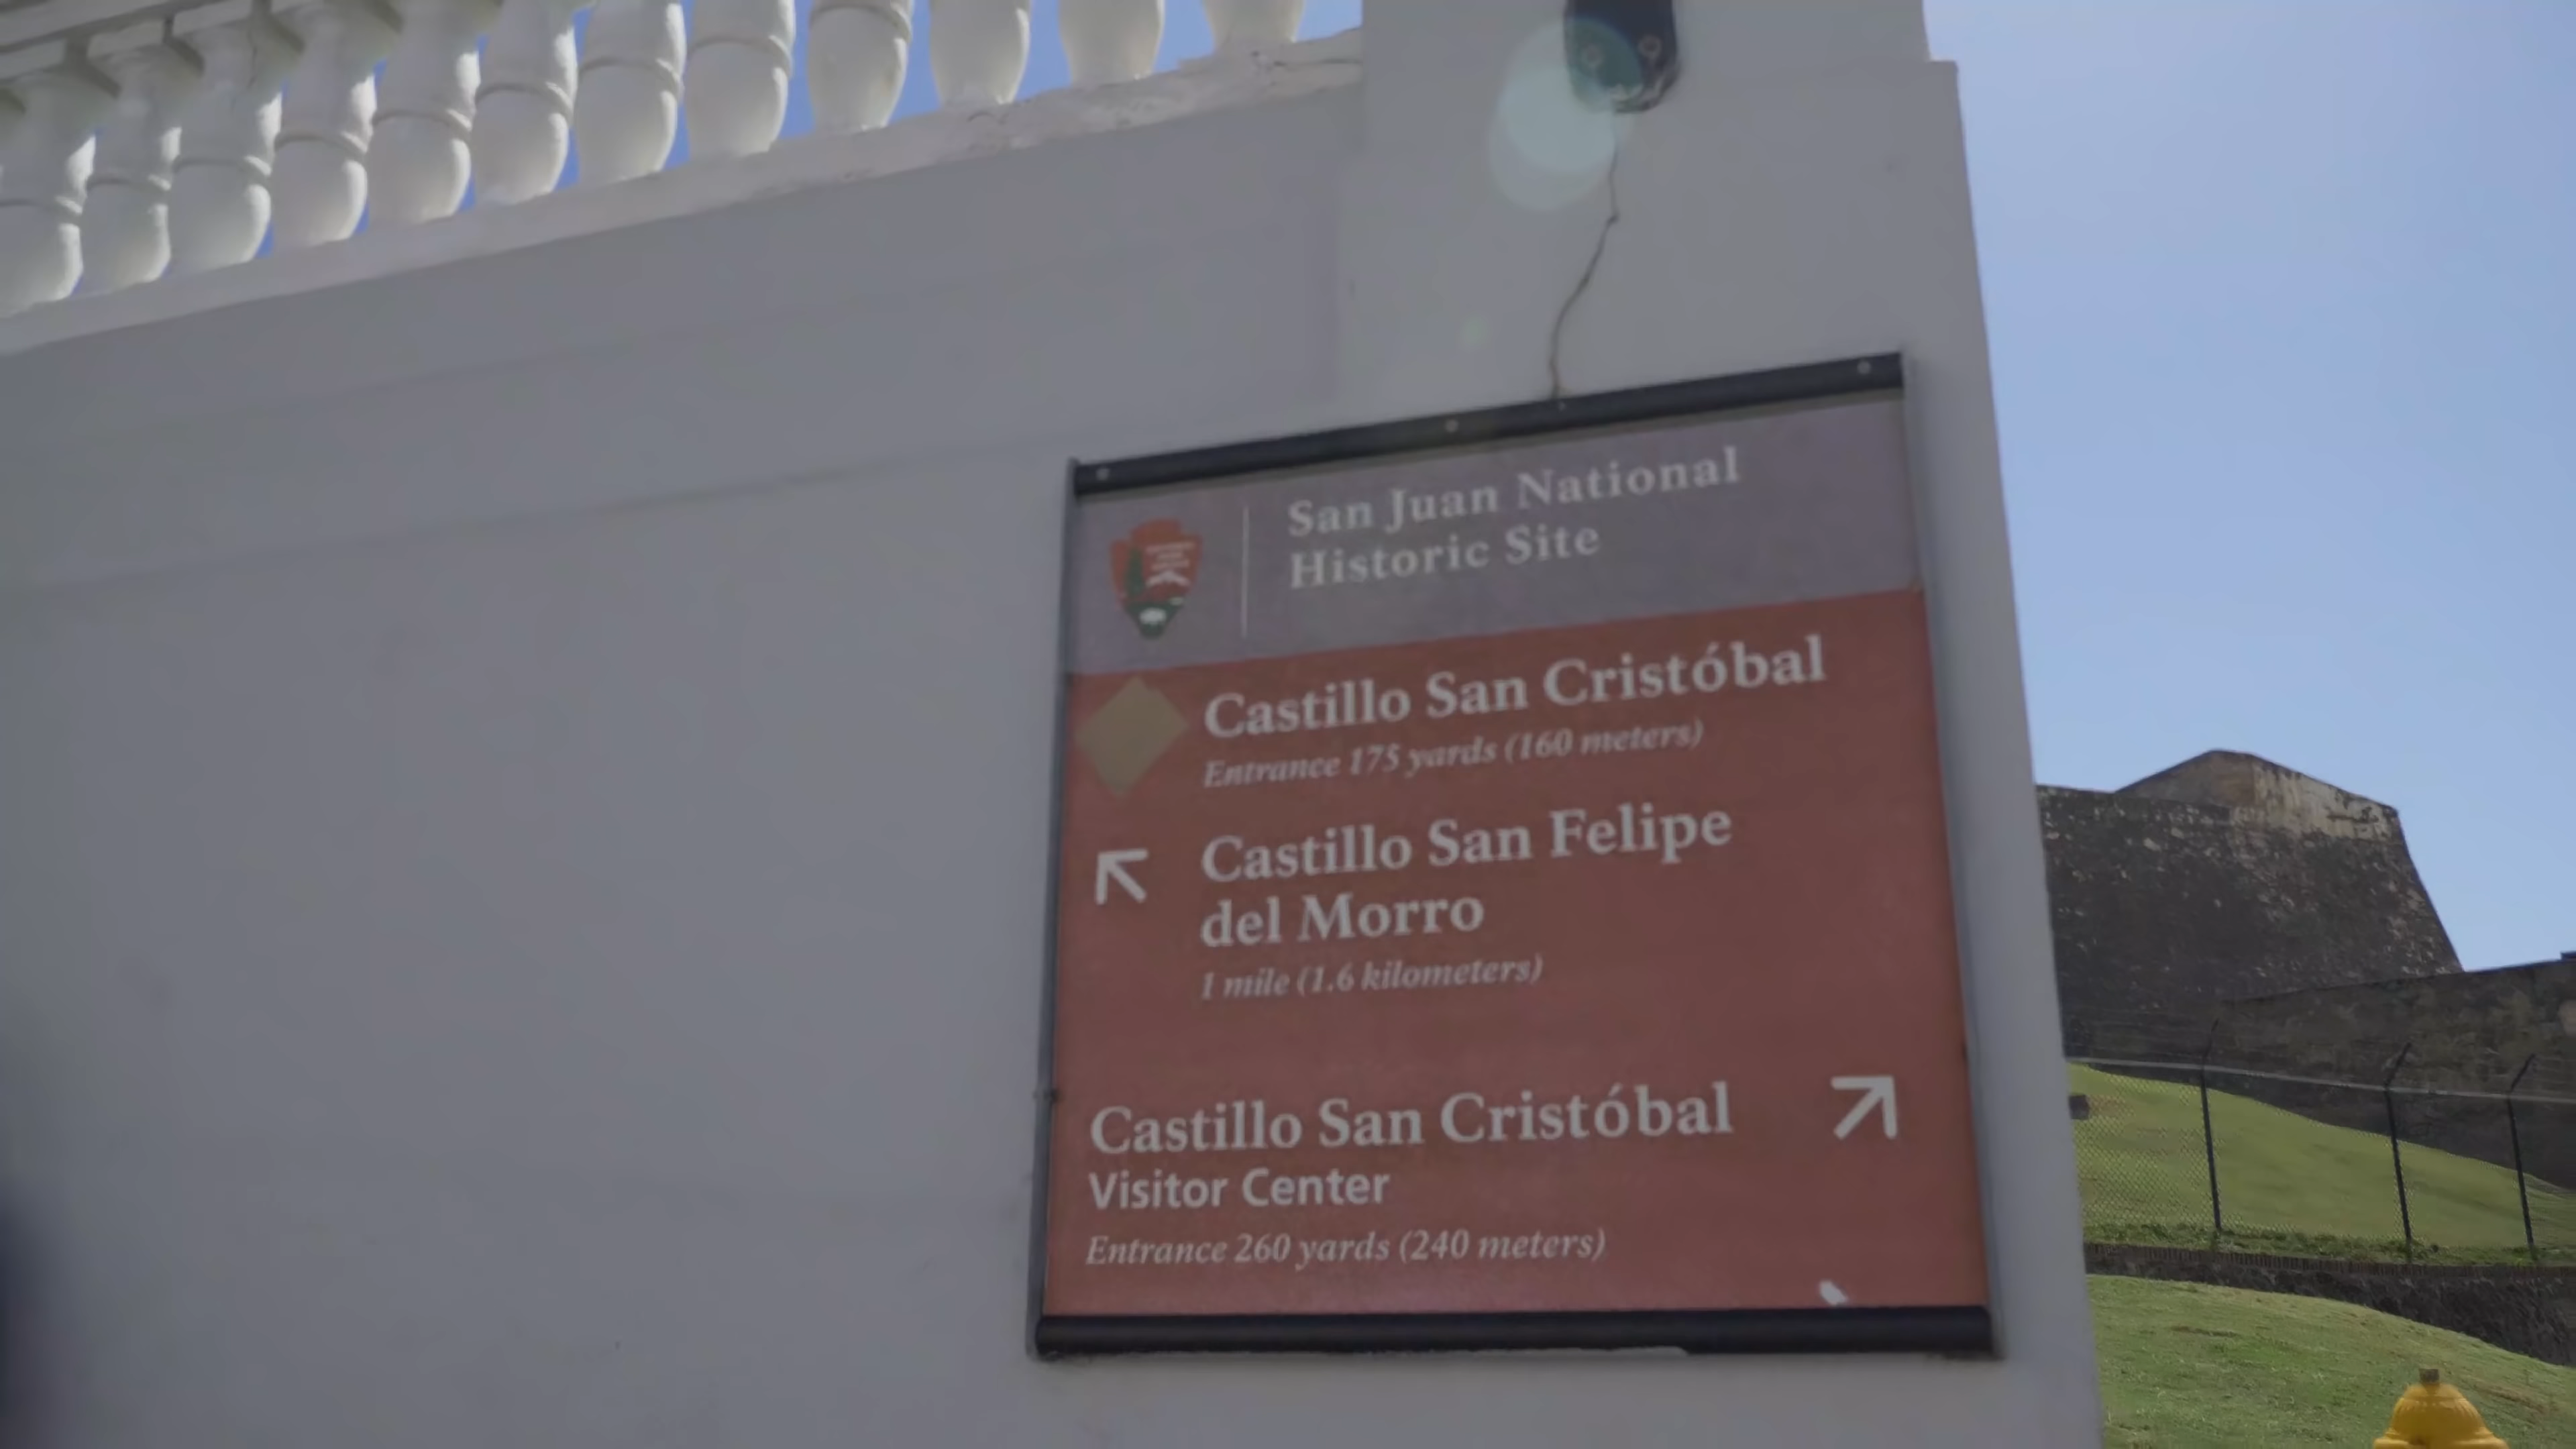 San Juan National
Historic Site
Castillo San Cristóbal
Entrance 175 yards (160 meters)
Castillo San Felipe
del Morro
1 mile (1.6 kilometers)
Castillo San Cristóbal
Visitor Center
Entrance 260 yards (240 meters)